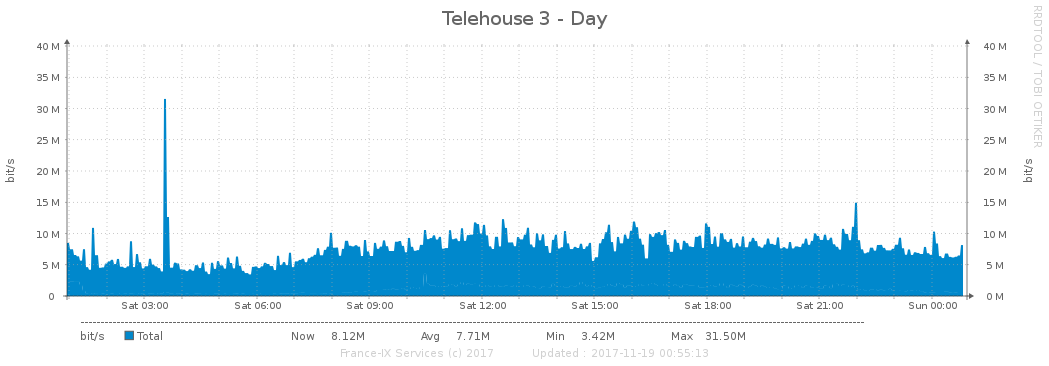 Telehouse 3 - Day
RRDTOOL / TOBI OETIKER
bit/s
40 M 40 M
35 M 35 M
30 M 30 M
25 M 25 M
20 M 20 M
15 M 15 M
10 M 10 M
5 M 5 M
0 0 M
bit/s
Sat 03:00 Sat 06:00 Sat 09:00 Sat 12:00 Sat 15:00 Sat 18:00 Sat 21:00 Sun 00:00
bit/s Total Now 8.12M Avg 7.71M Min 3.42M Max 31.50M
France-IX Services (c) 2017 Updated : 2017-11-19 00:55:13